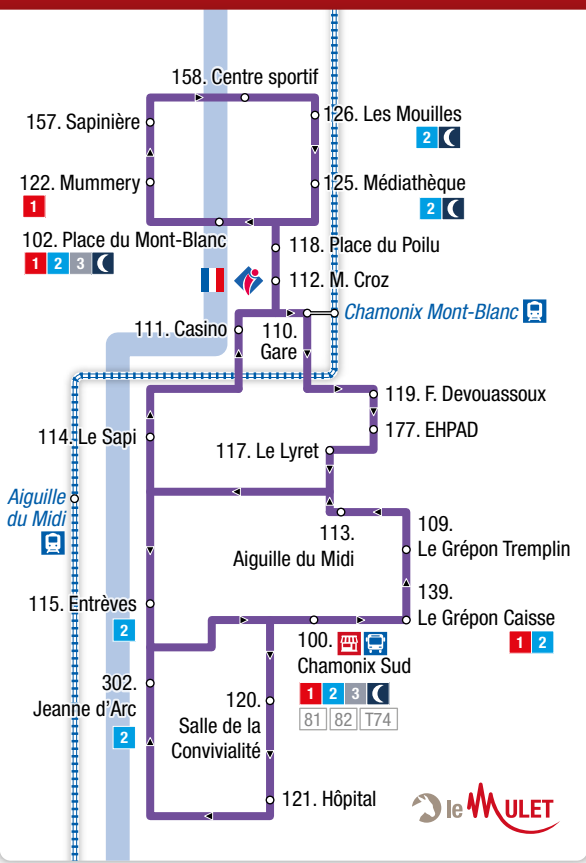 158. Centre sportif
157. Sapinière
126. Les Mouilles
2
122. Mummery
1
125. Médiathèque
2
102. Place du Mont-Blanc
1 2 3
118. Place du Poilu
112. M. Croz
Chamonix Mont-Blanc
111. Casino
110.
Gare
119. F. Devouassoux
114. Le Sapi
177. EHPAD
117. Le Lyret
Aiguille
du Midi
113.
Aiguille du Midi
109.
Le Grépon Tremplin
115. Entrèves
2
139.
Le Grépon Caisse
1 2
100.
Chamonix Sud
1 2 3
81 82 T74
302.
Jeanne d'Arc
2
120.
Salle de la
Convivialité
121. Hôpital
le MULET